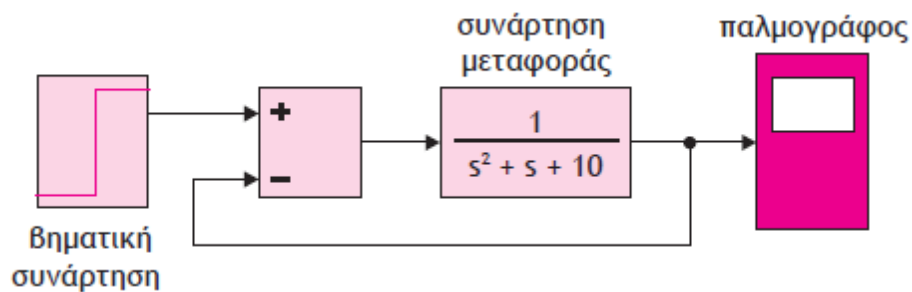 συνάρτηση
μεταφοράς
παλμογράφος
+
−
1
s² + s + 10
βηματική
συνάρτηση